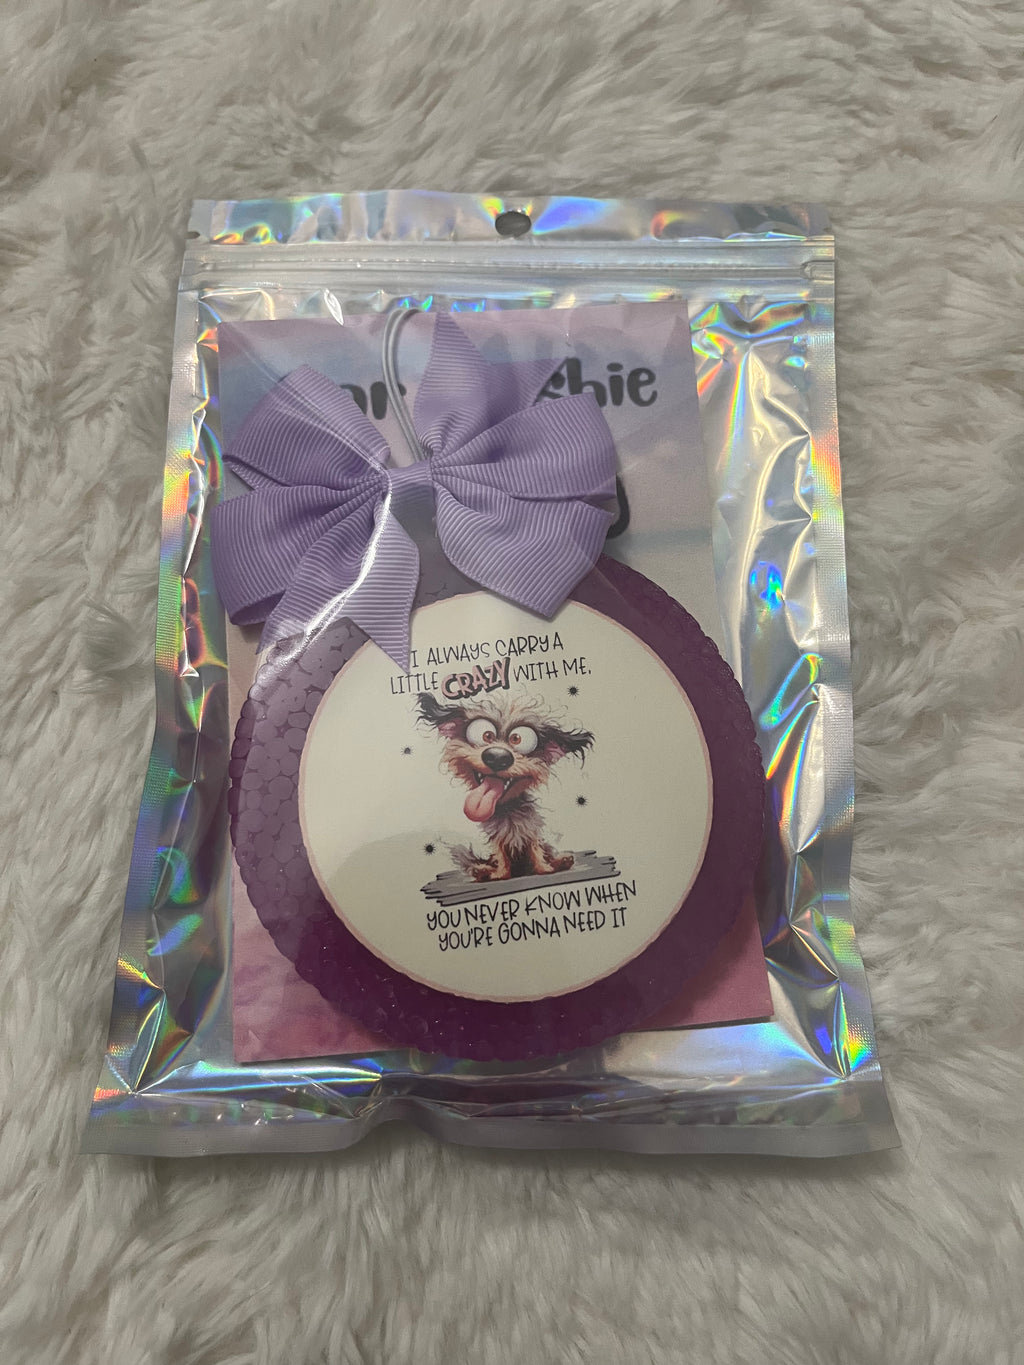 I ALWAYS CARRY A
LITTLE CRAZY WITH ME,
YOU NEVER KNOW WHEN
YOU'RE GONNA NEED IT